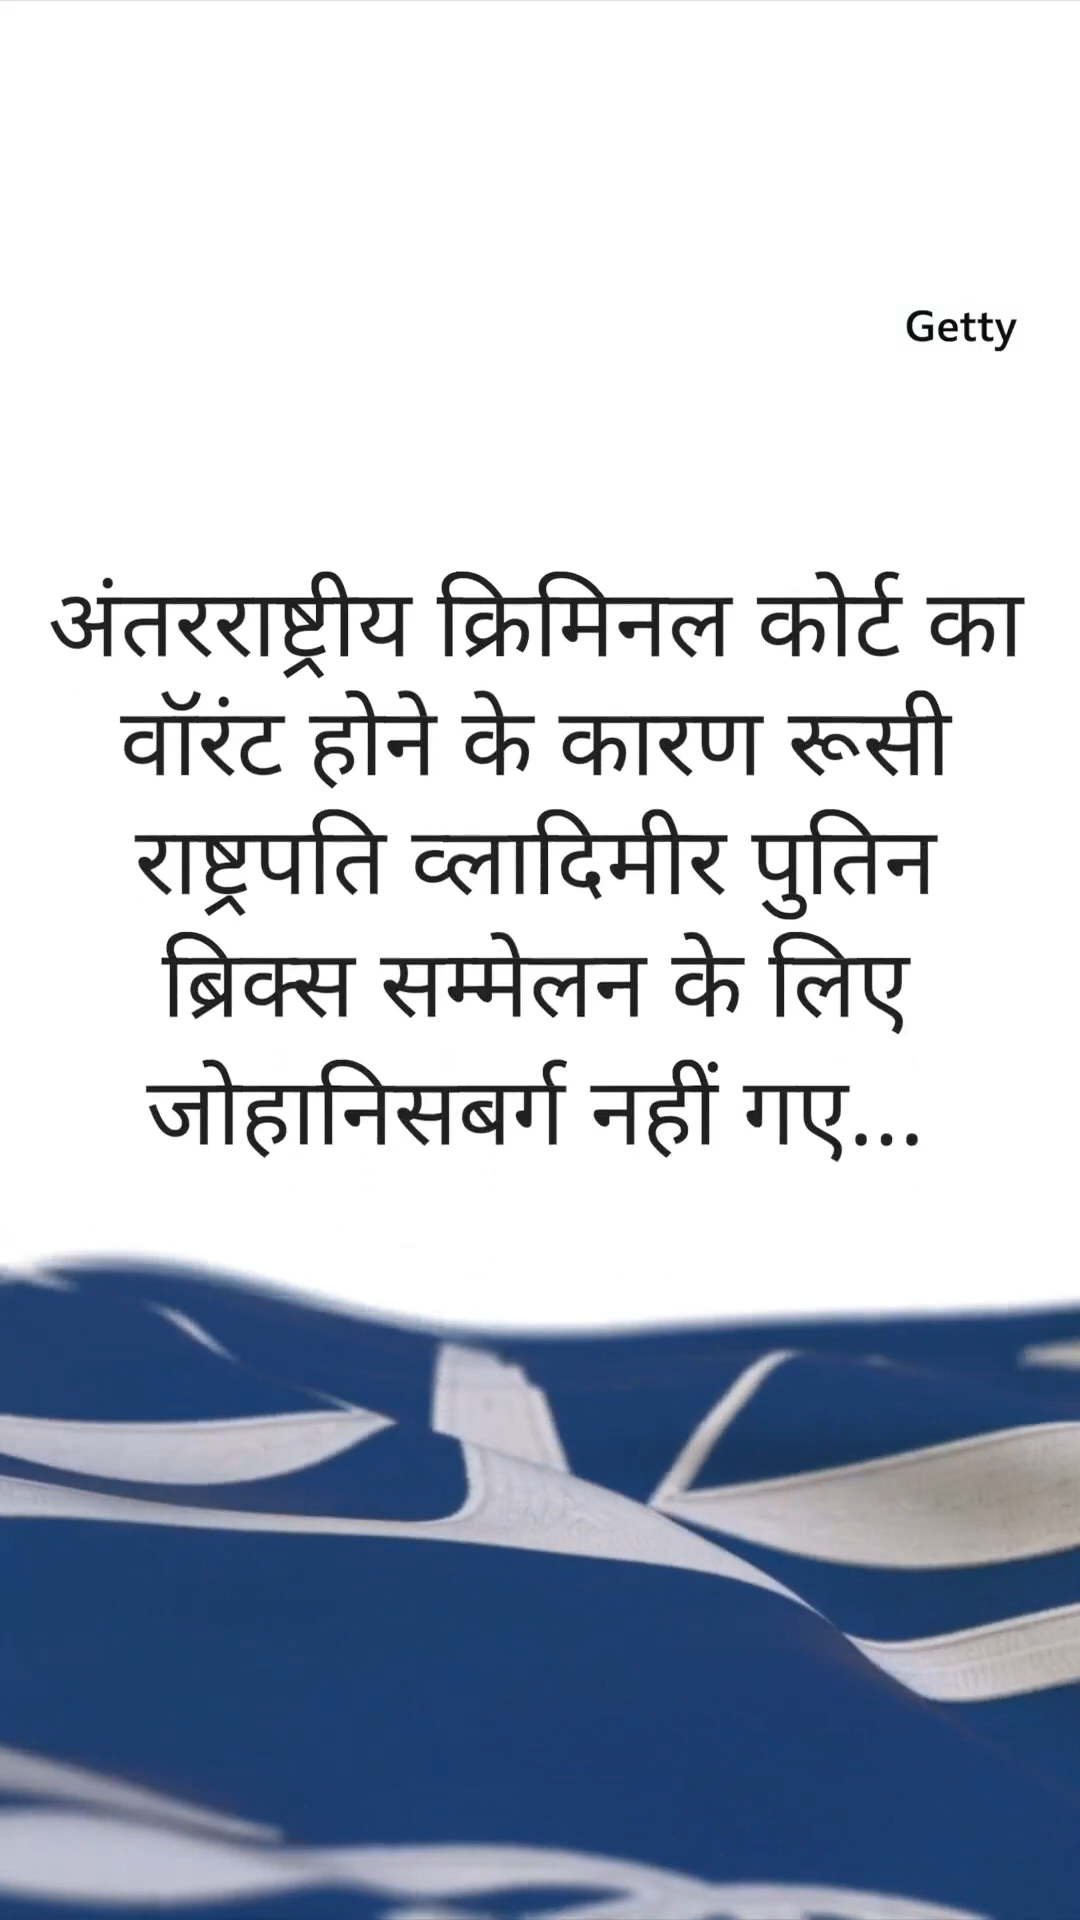 Getty
अंतरराष्ट्रीय क्रिमिनल कोर्ट का
वॉरंट होने के कारण रूसी
राष्ट्रपति व्लादिमीर पुतिन
ब्रिक्स सम्मेलन के लिए
जोहानिसबर्ग नहीं गए...